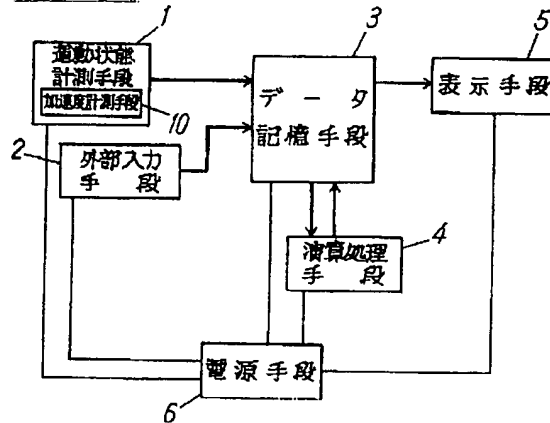 1
運動状態
計測手段
加速度計測手段
10
2
外部入力
手段
3
データ
記憶手段
5
表示手段
4
演算処理
手段
電源手段
6